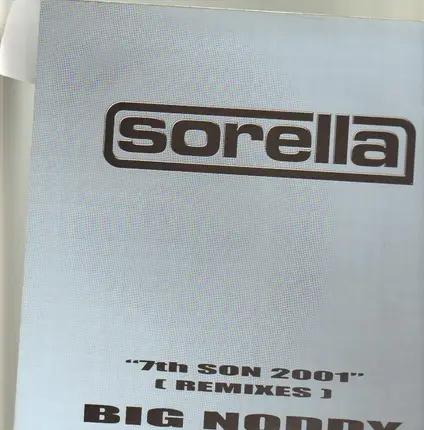 sorella
"7th SON 2001"
( REMIXES )
BIG NODDY